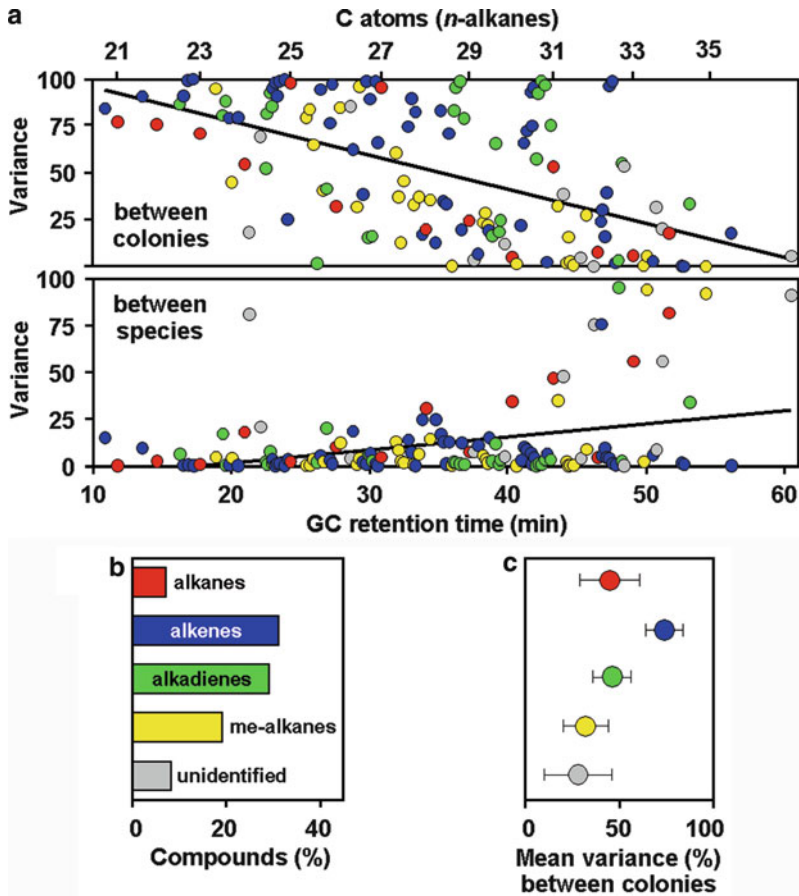 a
C atoms (n-alkanes)
21 23 25 27 29 31 33 35
100
75
50
25
Variance
between
colonies
100
75
50
25
0
Variance
between
species
10 20 30 40 50 60
GC retention time (min)
b
alkanes
alkenes
alkadienes
me-alkanes
unidentified
0 20 40
Compounds (%)
c
0 50 100
Mean variance (%)
between colonies